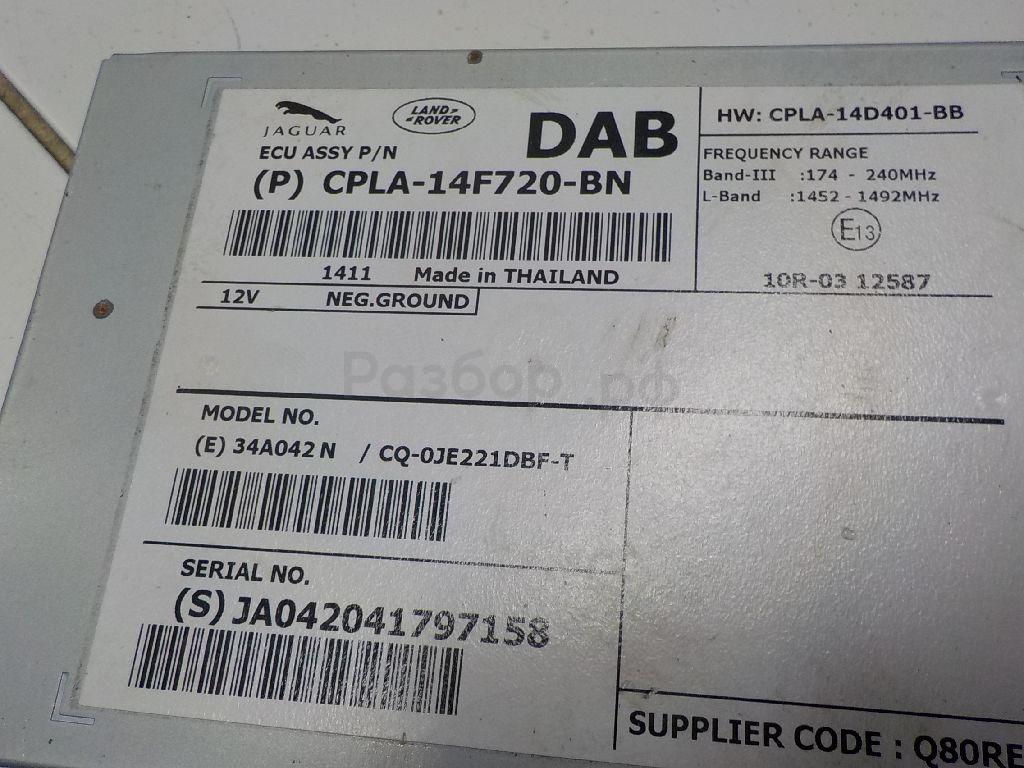 JAGUAR
LAND-
-ROVER
DAB
ECU ASSY P/N
(P) CPLA-14F720-BN
1411 Made in THAILAND
12V NEG.GROUND
HW: CPLA-14D401-BB
FREQUENCY RANGE
Band-III :174 - 240MHz
L-Band :1452 - 1492MHz
E13
10R-03 12587
Разбор.рф
MODEL NO.
(E) 34A042 N / CQ-0JE221DBF-T
SERIAL NO.
(S) JA042041797158
SUPPLIER CODE : Q80RE